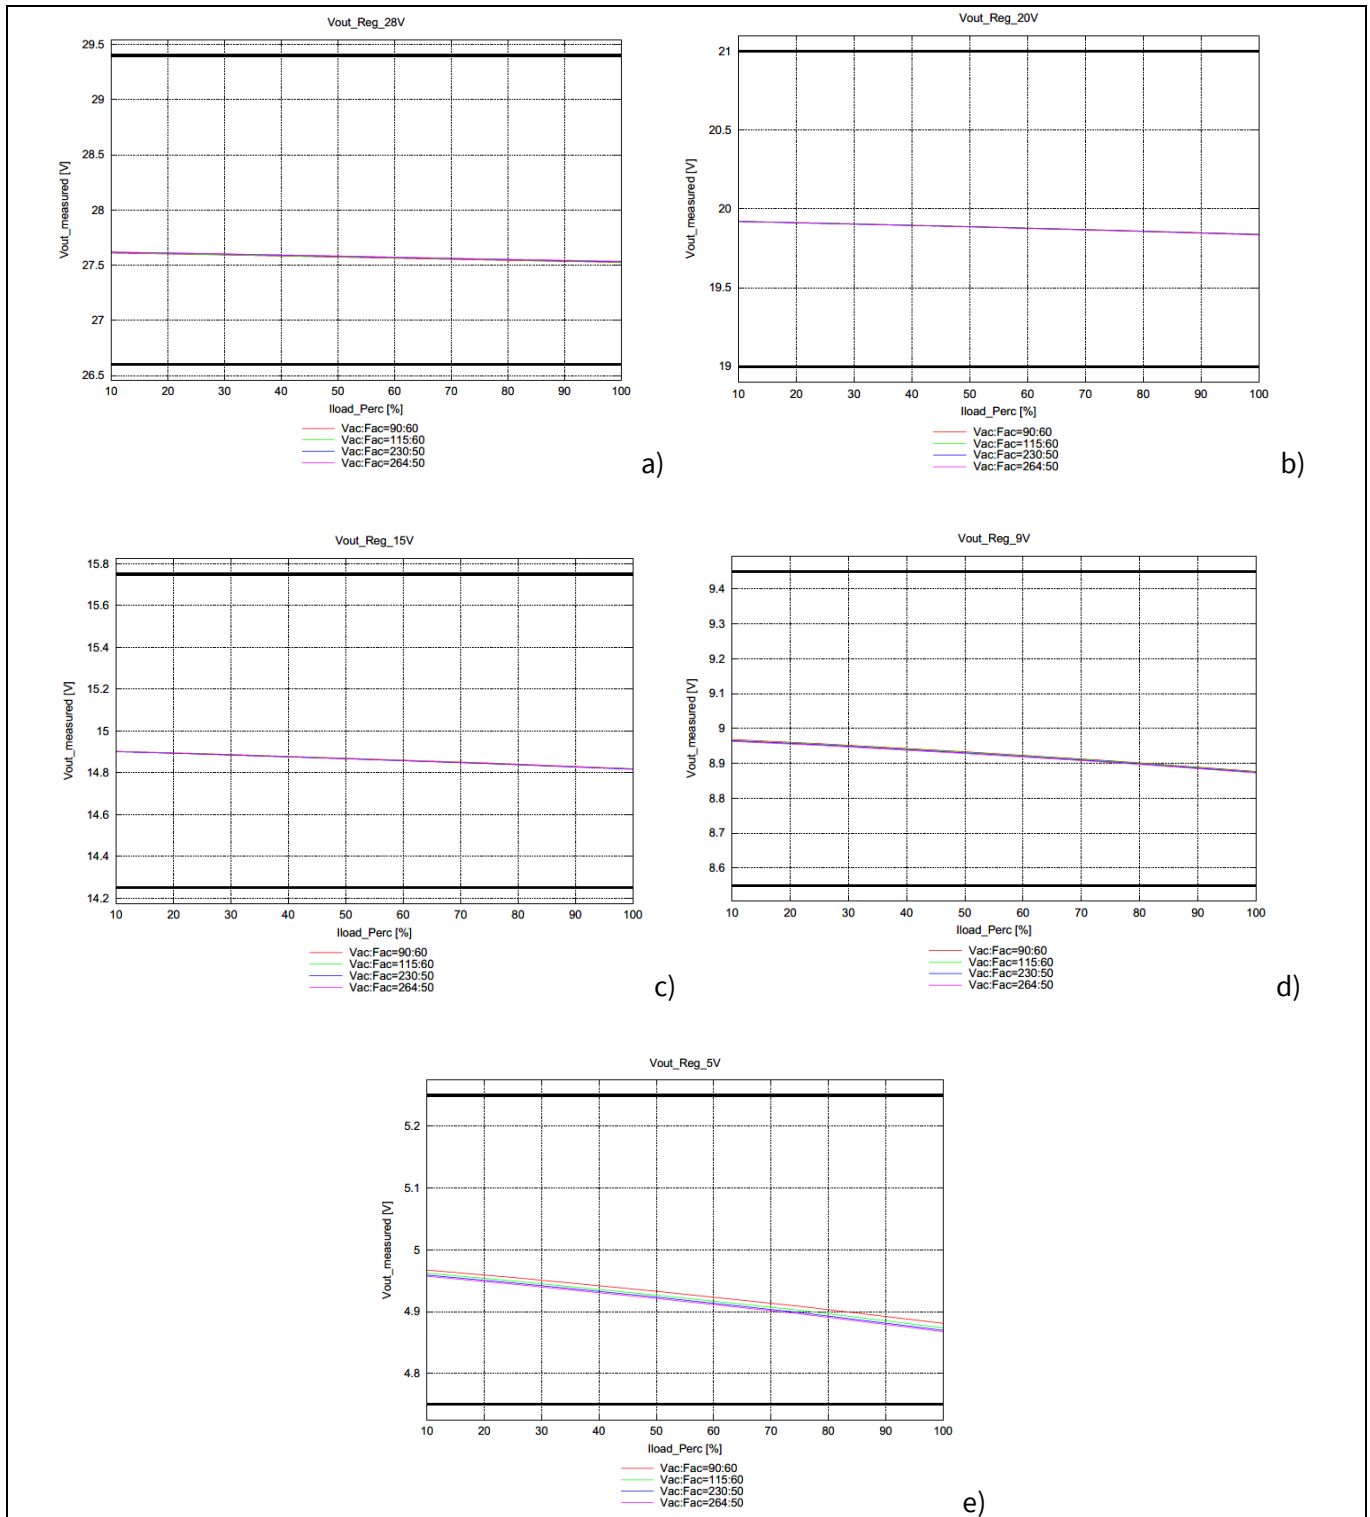 Vout_Reg_28V
29.5
29
28.5
28
27.5
27
26.5
Vout_measured [V]
10 20 30 40 50 60 70 80 90 100
Iload_Perc [%]
Vac:Fac=90:60
Vac:Fac=115:60
Vac:Fac=230:50
Vac:Fac=264:50
a)
Vout_Reg_20V
21
20.5
20
19.5
19
Vout_measured [V]
10 20 30 40 50 60 70 80 90 100
Iload_Perc [%]
Vac:Fac=90:60
Vac:Fac=115:60
Vac:Fac=230:50
Vac:Fac=264:50
b)
Vout_Reg_15V
15.8
15.6
15.4
15.2
15
14.8
14.6
14.4
14.2
Vout_measured [V]
10 20 30 40 50 60 70 80 90 100
Iload_Perc [%]
Vac:Fac=90:60
Vac:Fac=115:60
Vac:Fac=230:50
Vac:Fac=264:50
c)
Vout_Reg_9V
9.4
9.3
9.2
9.1
9
8.9
8.8
8.7
8.6
Vout_measured [V]
10 20 30 40 50 60 70 80 90 100
Iload_Perc [%]
Vac:Fac=90:60
Vac:Fac=115:60
Vac:Fac=230:50
Vac:Fac=264:50
d)
Vout_Reg_5V
5.2
5.1
5
4.9
4.8
Vout_measured [V]
10 20 30 40 50 60 70 80 90 100
Iload_Perc [%]
Vac:Fac=90:60
Vac:Fac=115:60
Vac:Fac=230:50
Vac:Fac=264:50
e)